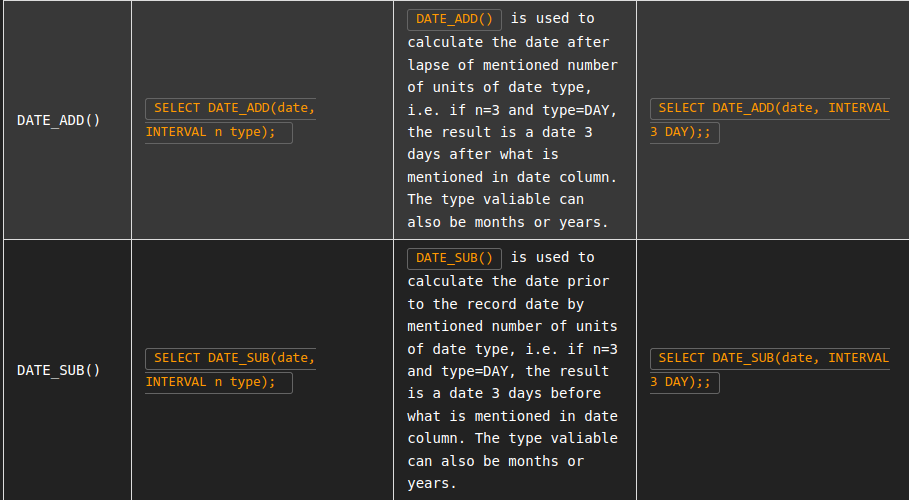 DATE_ADD()
SELECT DATE_ADD(date,
INTERVAL n type);
DATE_ADD() is used to
calculate the date after
lapse of mentioned number
of units of date type,
i.e. if n=3 and type=DAY,
the result is a date 3
days after what is
mentioned in date column.
The type valiable can
also be months or years.
SELECT DATE_ADD(date, INTERVAL
3 DAY);;
DATE_SUB()
SELECT DATE_SUB(date,
INTERVAL n type);
DATE_SUB() is used to
calculate the date prior
to the record date by
mentioned number of units
of date type, i.e. if n=3
and type=DAY, the result
is a date 3 days before
what is mentioned in date
column. The type valiable
can also be months or
years.
SELECT DATE_SUB(date, INTERVAL
3 DAY);;